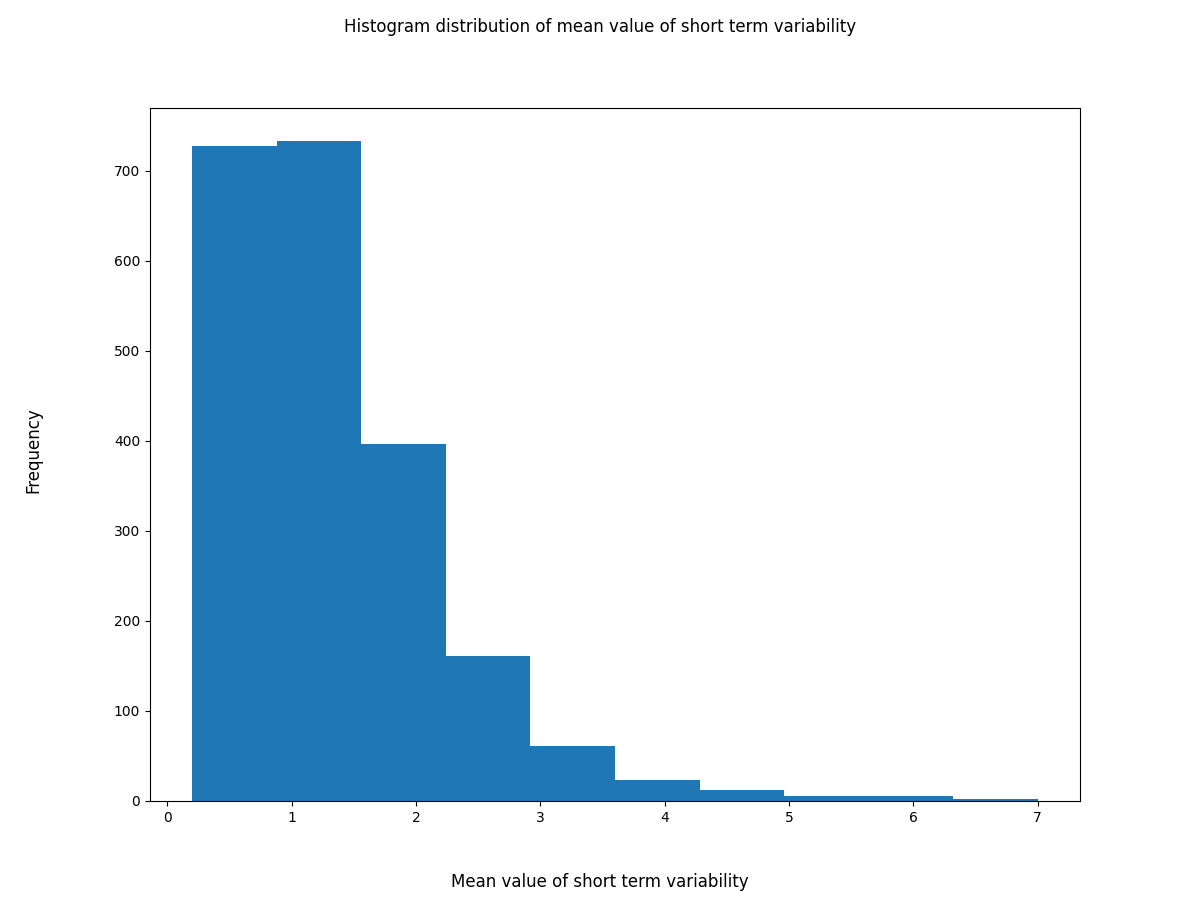 Histogram distribution of mean value of short term variability
700
600
500
400
300
200
100
0
Frequency
0 1 2 3 4 5 6 7
Mean value of short term variability